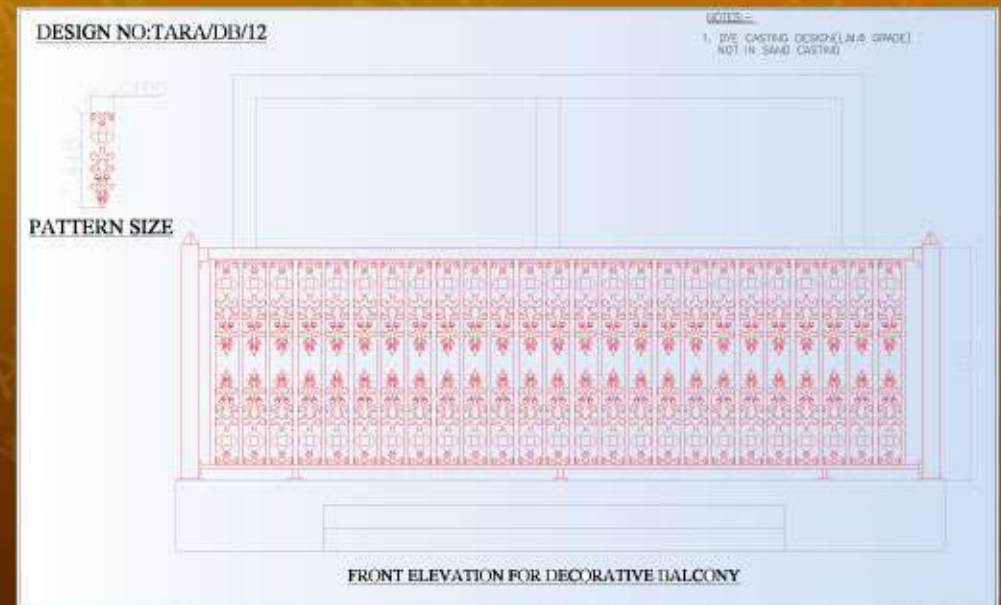 DESIGN NO:TARA/DB/12
NOTES:-
1. DYE CASTING DESIGN(L.M.6 GRADE)
NOT IN SAND CASTING
100
PATTERN SIZE
FRONT ELEVATION FOR DECORATIVE BALCONY